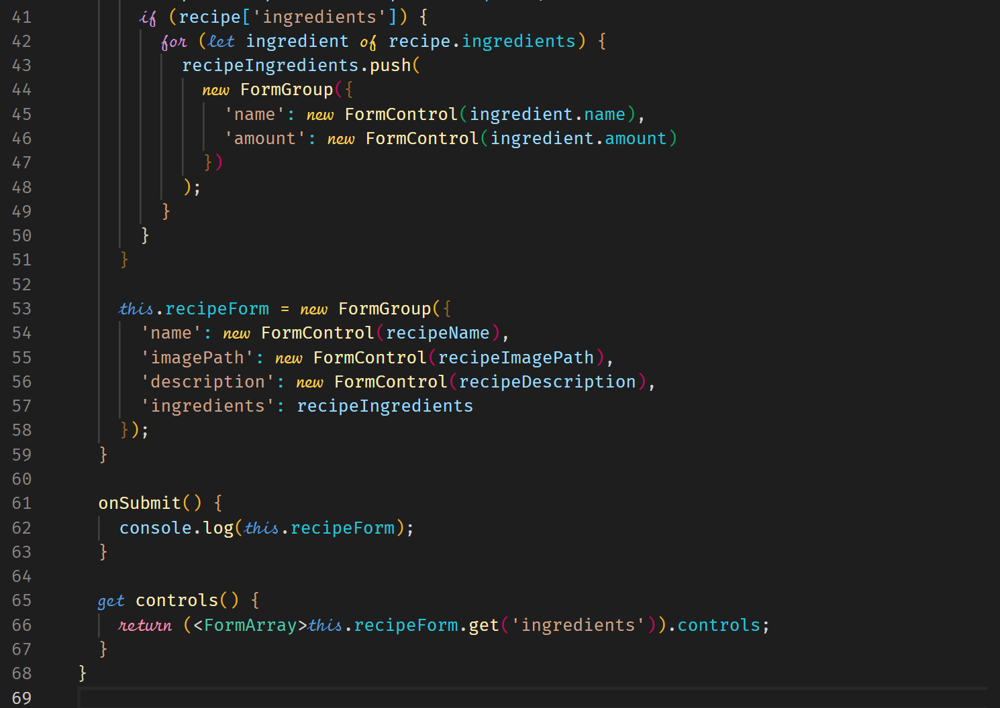 41 if (recipe['ingredients']) {
42 for (let ingredient of recipe.ingredients) {
43 recipeIngredients.push(
44 new FormGroup({
45 'name': new FormControl(ingredient.name),
46 'amount': new FormControl(ingredient.amount)
47 })
48 );
49 }
50 }
51 }
52
53 this.recipeForm = new FormGroup({
54 'name': new FormControl(recipeName),
55 'imagePath': new FormControl(recipeImagePath),
56 'description': new FormControl(recipeDescription),
57 'ingredients': recipeIngredients
58 });
59 }
60
61 onSubmit() {
62 console.log(this.recipeForm);
63 }
64
65 get controls() {
66 return (<FormArray>this.recipeForm.get('ingredients')).controls;
67 }
68 }
69